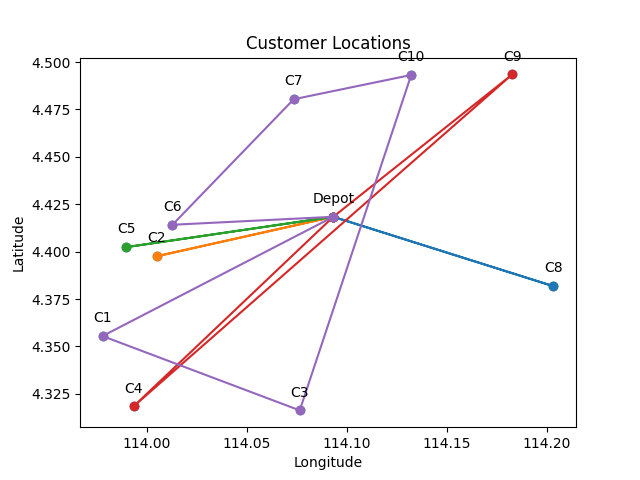 Customer Locations
C10
C9
C7
Depot
C6
C5
C2
C8
C1
C4
C3
4.500
4.475
4.450
4.425
4.400
4.375
4.350
4.325
Latitude
114.00
114.05
114.10
114.15
114.20
Longitude